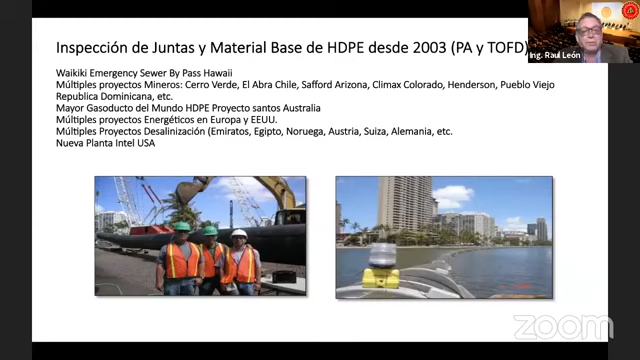 Inspección de Juntas y Material Base de HDPE desde 2003 (PA y TOFD)
Ing. Raul León
Waikiki Emergency Sewer By Pass Hawaii
Múltiples proyectos Mineros: Cerro Verde, El Abra Chile, Safford Arizona, Climax Colorado, Henderson, Pueblo Viejo
Republica Dominicana, etc.
Mayor Gasoducto del Mundo HDPE Proyecto santos Australia
Múltiples proyectos Energéticos en Europa y EEUU.
Múltiples Proyectos Desalinización (Emiratos, Egipto, Noruega, Austria, Suiza, Alemania, etc.
Nueva Planta Intel USA
zoom